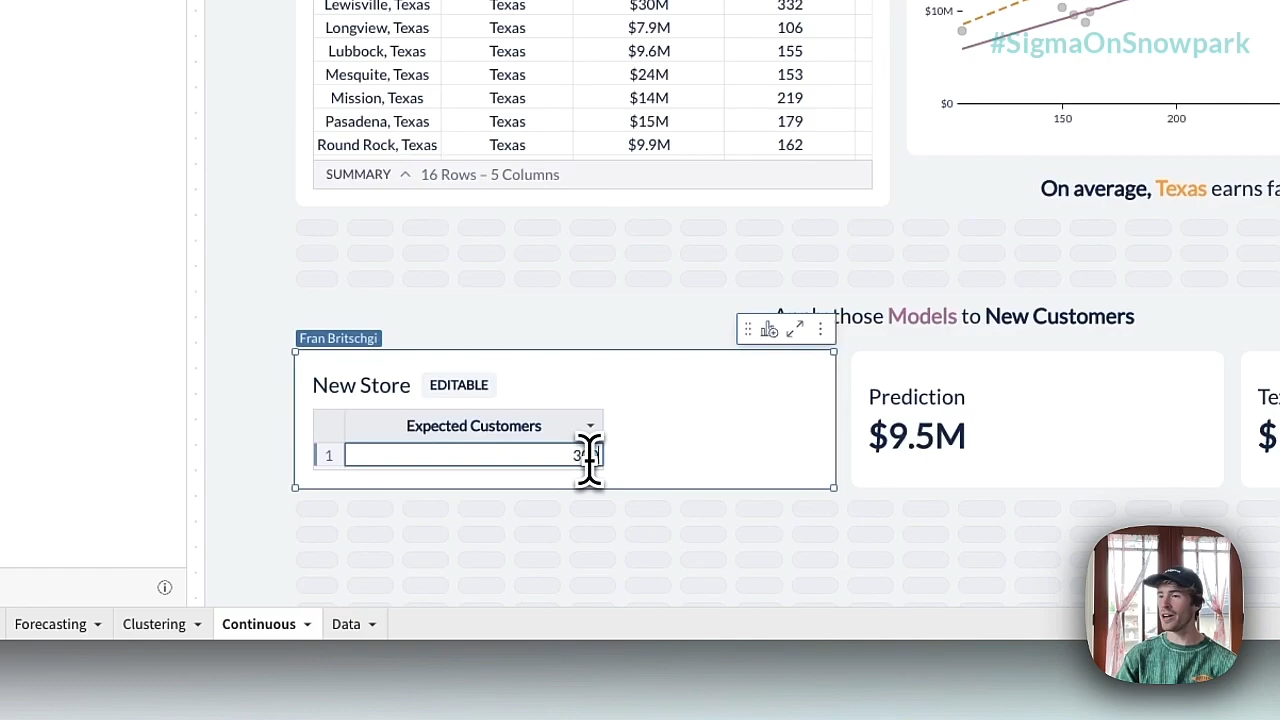 Lewisville, Texas Texas $30M 332
Longview, Texas Texas $7.9M 106
Lubbock, Texas Texas $9.6M 155
Mesquite, Texas Texas $24M 153
Mission, Texas Texas $14M 219
Pasadena, Texas Texas $15M 179
Round Rock, Texas Texas $9.9M 162
SUMMARY 16 Rows – 5 Columns
$10M
#SigmaOnSnowpark
$0
150 200
On average, Texas earns
those Models to New Customers
Fran Britschgi
New Store EDITABLE
Expected Customers
1
Prediction
$9.5M
$
Forecasting Clustering Continuous Data